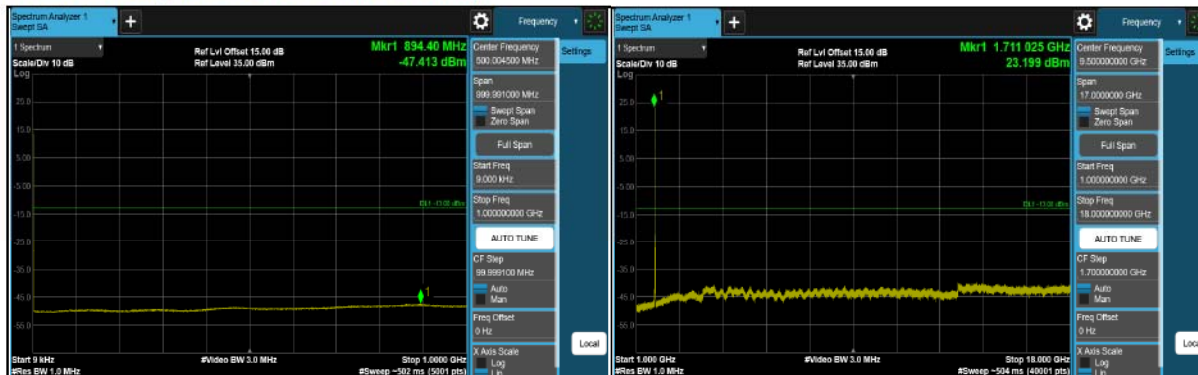 Spectrum Analyzer 1
Swept SA
+
Frequency
1 Spectrum
Scale/Div 10 dB
Log
Ref Lvl Offset 15.00 dB
Ref Level 35.00 dBm
Mkr1 894.40 MHz
-47.413 dBm
25.0
15.0
5.00
-5.00
-15.0
-25.0
-35.0
-45.0
-55.0
DL1 -13.00 dBm
1
Start 9 kHz
#Res BW 1.0 MHz
#Video BW 3.0 MHz
Stop 1.0000 GHz
#Sweep ~502 ms (5001 pts)
Center Frequency
500.004500 MHz
Settings
Span
999.991000 MHz
Swept Span
Zero Span
Full Span
Start Freq
9.000 kHz
Stop Freq
1.000000000 GHz
AUTO TUNE
CF Step
99.999100 MHz
Auto
Man
Freq Offset
0 Hz
X Axis Scale
Log
Lin
Local
Spectrum Analyzer 1
Swept SA
+
Frequency
1 Spectrum
Scale/Div 10 dB
Log
Ref Lvl Offset 15.00 dB
Ref Level 35.00 dBm
Mkr1 1.711 025 GHz
23.199 dBm
25.0
15.0
5.00
-5.00
-15.0
-25.0
-35.0
-45.0
-55.0
DL1 -13.00 dBm
1
Start 1.000 GHz
#Res BW 1.0 MHz
#Video BW 3.0 MHz
Stop 18.000 GHz
#Sweep ~504 ms (40001 pts)
Center Frequency
9.500000000 GHz
Settings
Span
17.0000000 GHz
Swept Span
Zero Span
Full Span
Start Freq
1.000000000 GHz
Stop Freq
18.000000000 GHz
AUTO TUNE
CF Step
1.700000000 GHz
Auto
Man
Freq Offset
0 Hz
X Axis Scale
Log
Lin
Loca